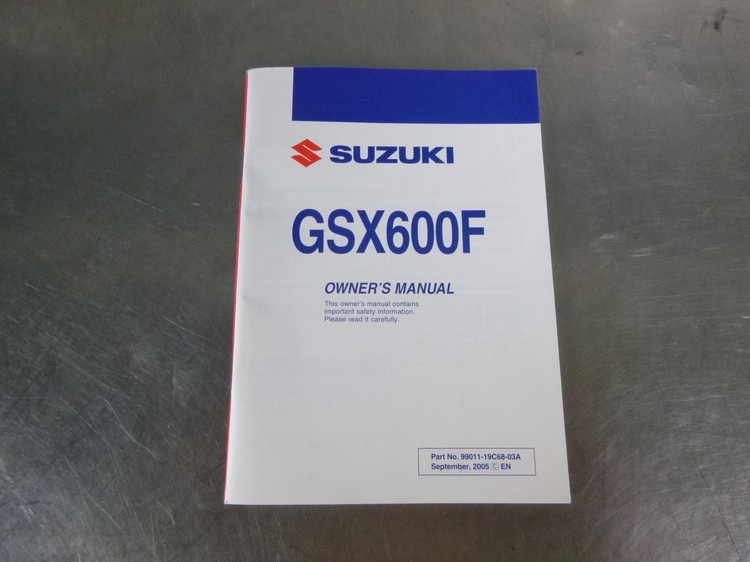 SUZUKI
GSX600F
OWNER'S MANUAL
This owner's manual contains
important safety information.
Please read it carefully.
Part No. 99011-19C68-03A
September, 2005 C EN